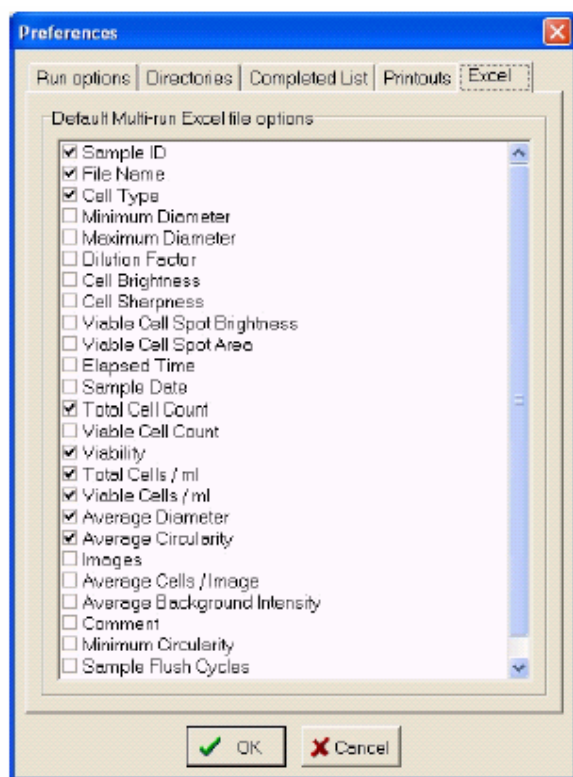 Preferences
Run options Directories Completed List Printouts Excel
Default Multi-run Excel file options
Sample ID
File Name
Cell Type
Minimum Diameter
Maximum Diameter
Dilution Factor
Cell Brightness
Cell Sharpness
Viable Cell Spot Brightness
Viable Cell Spot Area
Elapsed Time
Sample Date
Total Cell Count
Viable Cell Count
Viability
Total Cells / ml
Viable Cells / ml
Average Diameter
Average Circularity
Images
Average Cells / Image
Average Background Intensity
Comment
Minimum Circularity
Sample Flush Cycles
OK Cancel